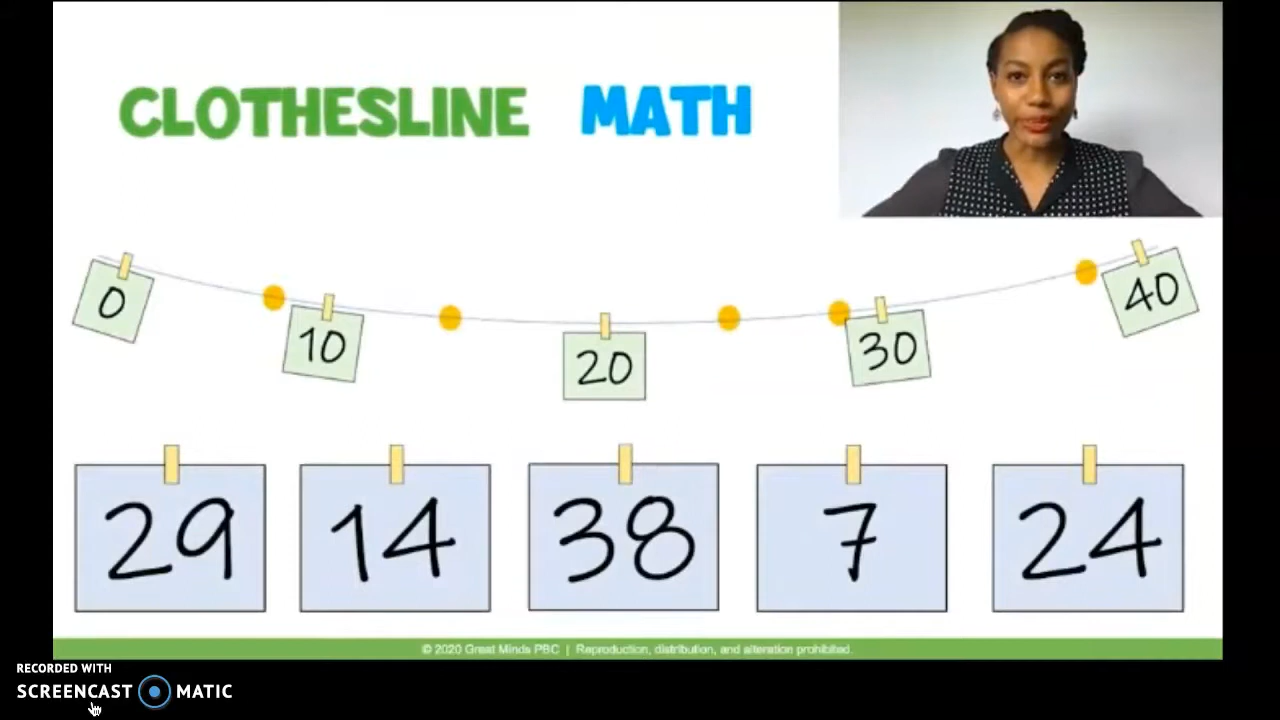 CLOTHESLINE MATH
0
10
20
30
40
29
14
38
7
24
© 2020 Great Minds PBC | Reproduction, distribution, and alteration prohibited.
RECORDED WITH
SCREENCAST MATIC